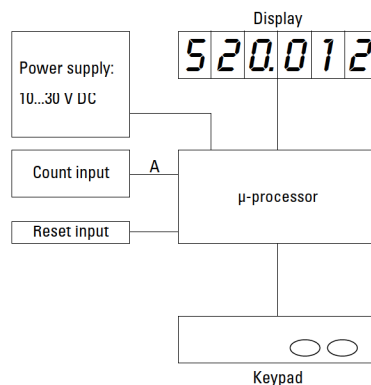 Display
520.012
Power supply:
10...30 V DC
Count input
A
µ-processor
Reset input
Keypad